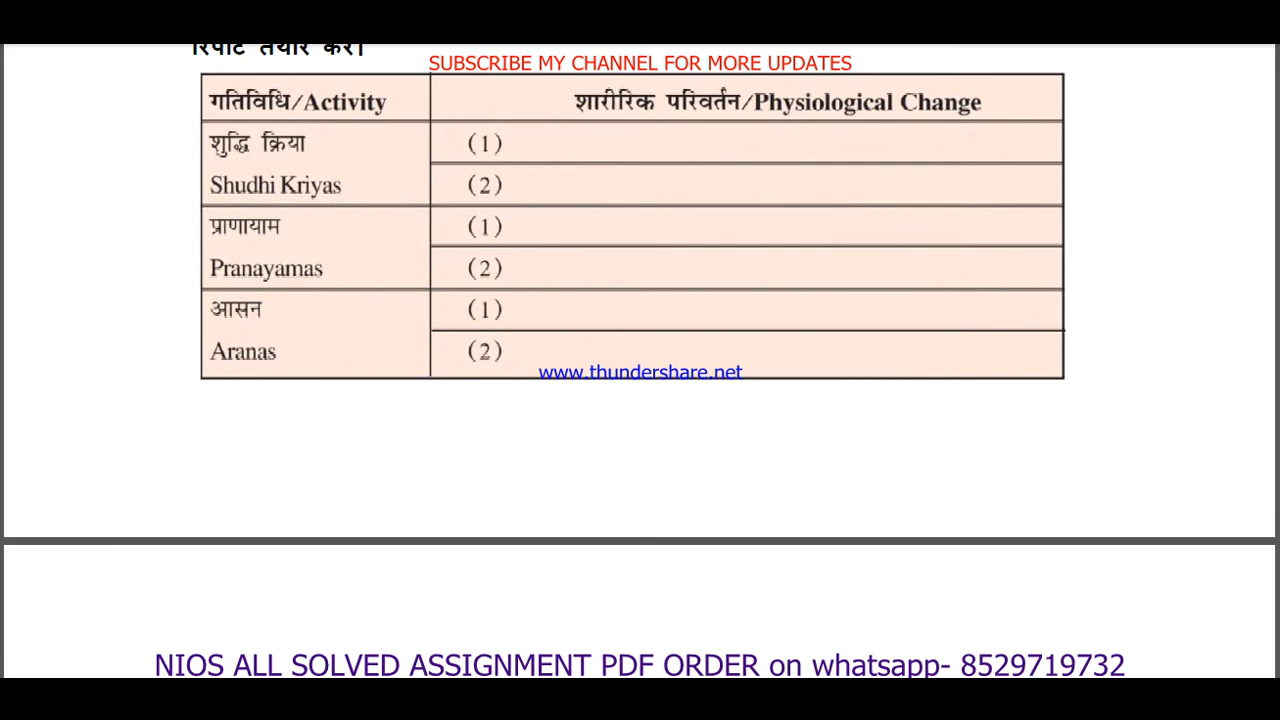 रिपोर्ट तैयार करें।
SUBSCRIBE MY CHANNEL FOR MORE UPDATES
गतिविधि/Activity शारीरिक परिवर्तन/Physiological Change
शुद्धि क्रिया (1)
Shudhi Kriyas (2)
प्राणायाम (1)
Pranayamas (2)
आसन (1)
Aranas (2)
www.thundershare.net
NIOS ALL SOLVED ASSIGNMENT PDF ORDER on whatsapp- 8529719732